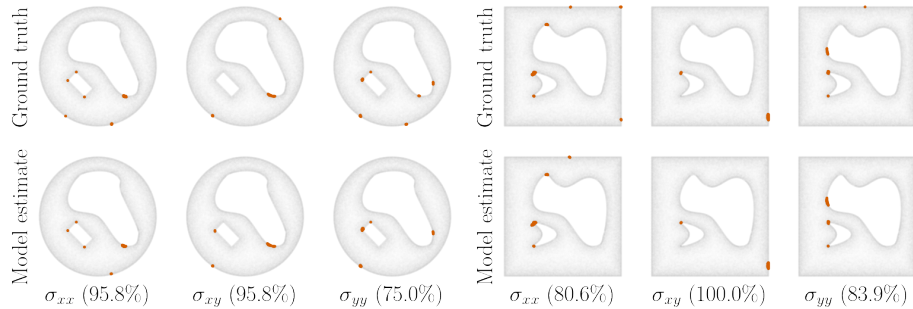 Ground truth
Ground truth
Model estimate
Model estimate
σxx (95.8%) σxy (95.8%) σyy (75.0%) σxx (80.6%) σxy (100.0%) σyy (83.9%)